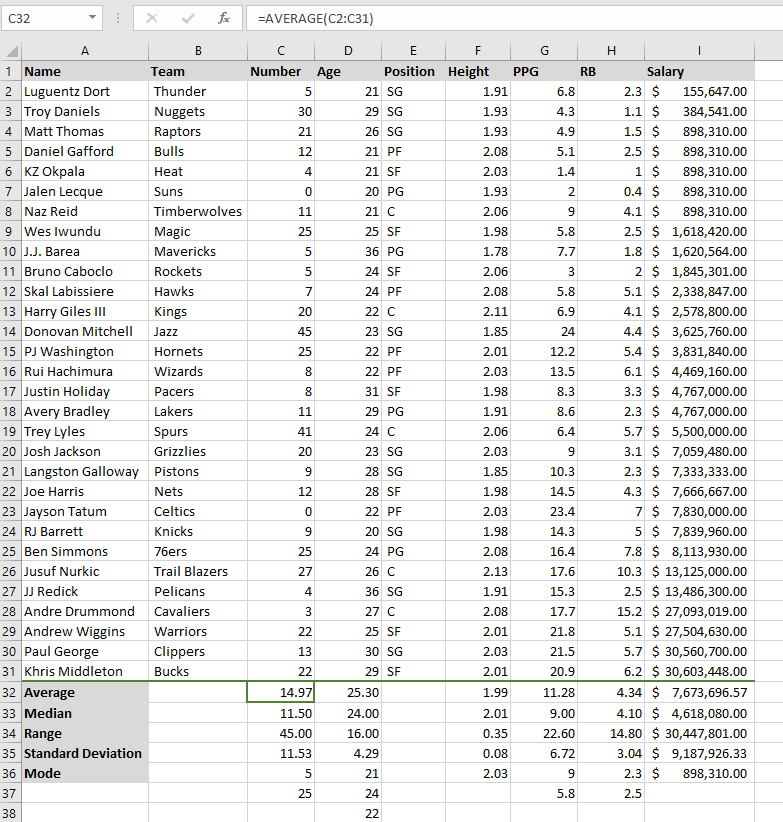 C32 fx =AVERAGE(C2:C31)
A B C D E F G H I
1 Name Team Number Age Position Height PPG RB Salary
2 Luguentz Dort Thunder 5 21 SG 1.91 6.8 2.3 $ 155,647.00
3 Troy Daniels Nuggets 30 29 SG 1.93 4.3 1.1 $ 384,541.00
4 Matt Thomas Raptors 21 26 SG 1.93 4.9 1.5 $ 898,310.00
5 Daniel Gafford Bulls 12 21 PF 2.08 5.1 2.5 $ 898,310.00
6 KZ Okpala Heat 4 21 SF 2.03 1.4 1 $ 898,310.00
7 Jalen Lecque Suns 0 20 PG 1.93 2 0.4 $ 898,310.00
8 Naz Reid Timberwolves 11 21 C 2.06 9 4.1 $ 898,310.00
9 Wes Iwundu Magic 25 25 SF 1.98 5.8 2.5 $ 1,618,420.00
10 J.J. Barea Mavericks 5 36 PG 1.78 7.7 1.8 $ 1,620,564.00
11 Bruno Caboclo Rockets 5 24 SF 2.06 3 2 $ 1,845,301.00
12 Skal Labissiere Hawks 7 24 PF 2.08 5.8 5.1 $ 2,338,847.00
13 Harry Giles III Kings 20 22 C 2.11 6.9 4.1 $ 2,578,800.00
14 Donovan Mitchell Jazz 45 23 SG 1.85 24 4.4 $ 3,625,760.00
15 PJ Washington Hornets 25 22 PF 2.01 12.2 5.4 $ 3,831,840.00
16 Rui Hachimura Wizards 8 22 PF 2.03 13.5 6.1 $ 4,469,160.00
17 Justin Holiday Pacers 8 31 SF 1.98 8.3 3.3 $ 4,767,000.00
18 Avery Bradley Lakers 11 29 PG 1.91 8.6 2.3 $ 4,767,000.00
19 Trey Lyles Spurs 41 24 C 2.06 6.4 5.7 $ 5,500,000.00
20 Josh Jackson Grizzlies 20 23 SG 2.03 9 3.1 $ 7,059,480.00
21 Langston Galloway Pistons 9 28 SG 1.85 10.3 2.3 $ 7,333,333.00
22 Joe Harris Nets 12 28 SF 1.98 14.5 4.3 $ 7,666,667.00
23 Jayson Tatum Celtics 0 22 PF 2.03 23.4 7 $ 7,830,000.00
24 RJ Barrett Knicks 9 20 SG 1.98 14.3 5 $ 7,839,960.00
25 Ben Simmons 76ers 25 24 PG 2.08 16.4 7.8 $ 8,113,930.00
26 Jusuf Nurkic Trail Blazers 27 26 C 2.13 17.6 10.3 $ 13,125,000.00
27 JJ Redick Pelicans 4 36 SG 1.91 15.3 2.5 $ 13,486,300.00
28 Andre Drummond Cavaliers 3 27 C 2.08 17.7 15.2 $ 27,093,019.00
29 Andrew Wiggins Warriors 22 25 SF 2.01 21.8 5.1 $ 27,504,630.00
30 Paul George Clippers 13 30 SG 2.03 21.5 5.7 $ 30,560,700.00
31 Khris Middleton Bucks 22 29 SF 2.01 20.9 6.2 $ 30,603,448.00
32 Average 14.97 25.30 1.99 11.28 4.34 $ 7,673,696.57
33 Median 11.50 24.00 2.01 9.00 4.10 $ 4,618,080.00
34 Range 45.00 16.00 0.35 22.60 14.80 $ 30,447,801.00
35 Standard Deviation 11.53 4.29 0.08 6.72 3.04 $ 9,187,926.33
36 Mode 5 21 2.03 9 2.3 $ 898,310.00
37 25 24 5.8 2.5
38 22